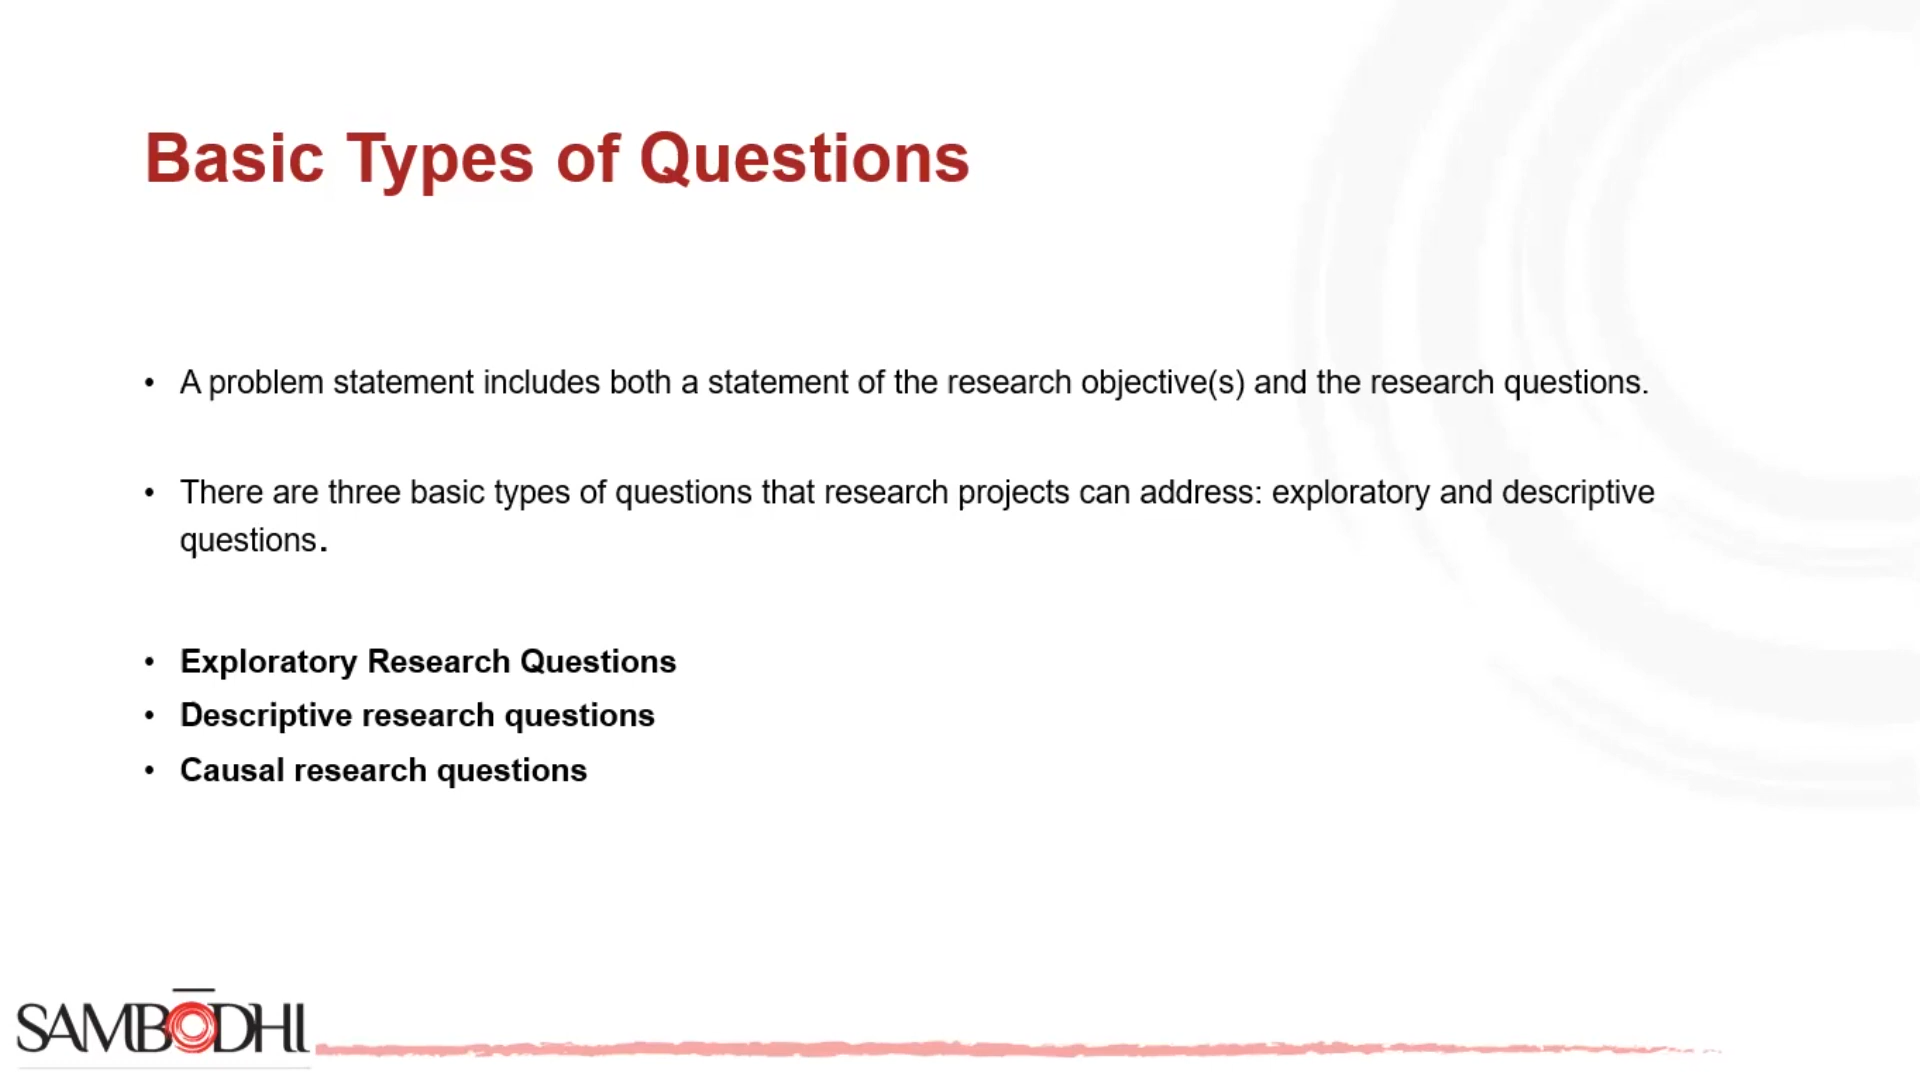 Basic Types of Questions
• A problem statement includes both a statement of the research objective(s) and the research questions.
• There are three basic types of questions that research projects can address: exploratory and descriptive
questions.
• Exploratory Research Questions
• Descriptive research questions
• Causal research questions
SAMBŌDHI